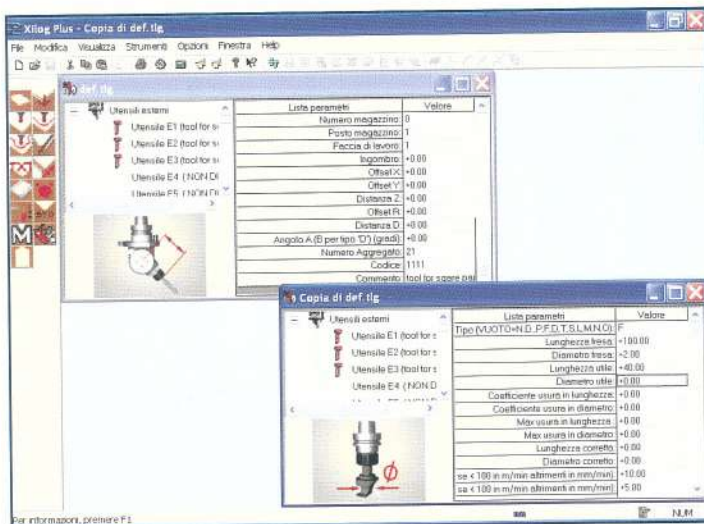 Xilog Plus - Copia di def.tlg
File Modifica Visualizza Strumenti Opzioni Finestra Help
def.tlg
Utensili esterni
Utensile E1 (tool for s
Utensile E2 (tool for s
Utensile E3 (tool for s
Utensile E4 ( NON DI
Utensile E5 ( NON DI
Lista parametri Valore
Numero magazzino: 0
Posto magazzino: 1
Faccia di lavoro: 1
Ingombro: +0.00
Offset X: +0.00
Offset Y: +0.00
Distanza Z: +0.00
Offset R: +0.00
Distanza D: +0.00
Angolo A (B per tipo 'D') (gradi): +0.00
Numero Aggregato: 21
Codice: 1111
Commento: tool for sqare pai
Copia di def.tlg
Utensili esterni
Utensile E1 (tool for s
Utensile E2 (tool for s
Utensile E3 (tool for s
Utensile E4 ( NON D
Lista parametri Valore
Tipo (VUOTO=N.D.,P,F,D,T,S,L,M,N,O): F
Lunghezza fresa: +100.00
Diametro fresa: +2.00
Lunghezza utile: +40.00
Diametro utile: +0.00
Coefficiente usura in lunghezza: +0.00
Coefficiente usura in diametro: +0.00
Max usura in lunghezza: +0.00
Max usura in diametro: +0.00
Lunghezza corretta: +0.00
Diametro corretto: +0.00
se < 100 in m/min altrimenti in mm/min): +10.00
se < 100 in m/min altrimenti in mm/min): +5.00
Ø
M
Per informazioni, premere F1
mm NUM